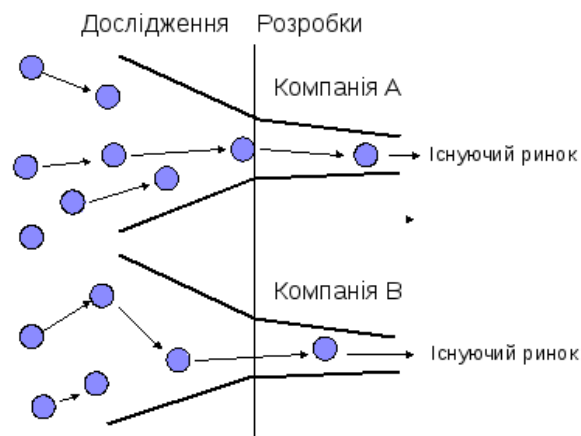 Дослідження Розробки
Компанія А
Існуючий ринок
Компанія В
Існуючий ринок